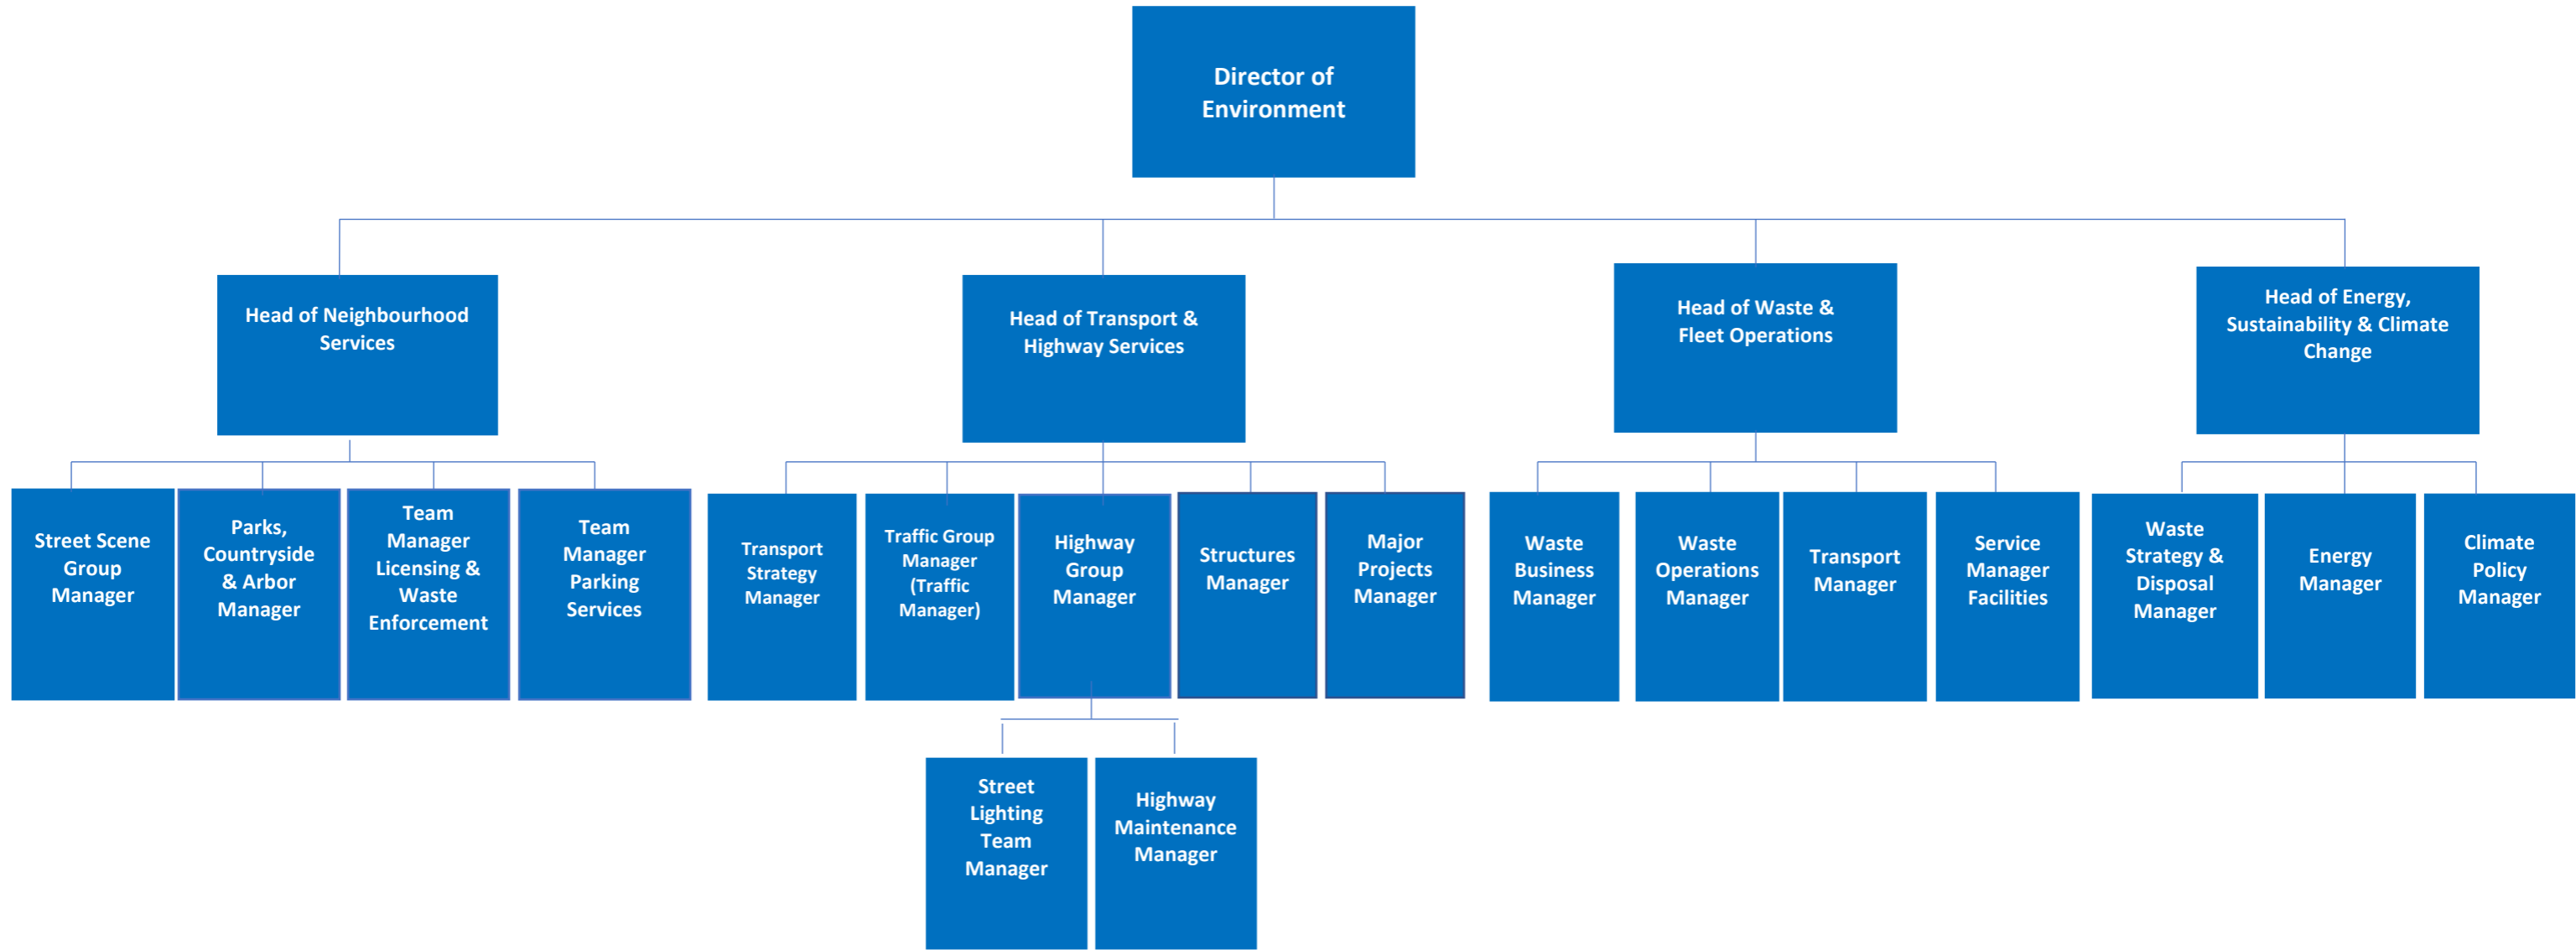 Director of
Environment
Head of Neighbourhood
Services
Head of Transport &
Highway Services
Head of Waste &
Fleet Operations
Head of Energy,
Sustainability & Climate
Change
Street Scene
Group
Manager
Parks,
Countryside
& Arbor
Manager
Team
Manager
Licensing &
Waste
Enforcement
Team
Manager
Parking
Services
Transport
Strategy
Manager
Traffic Group
Manager
(Traffic
Manager)
Highway
Group
Manager
Structures
Manager
Major
Projects
Manager
Waste
Business
Manager
Waste
Operations
Manager
Transport
Manager
Service
Manager
Facilities
Waste
Strategy &
Disposal
Manager
Energy
Manager
Climate
Policy
Manager
Street
Lighting
Team
Manager
Highway
Maintenance
Manager